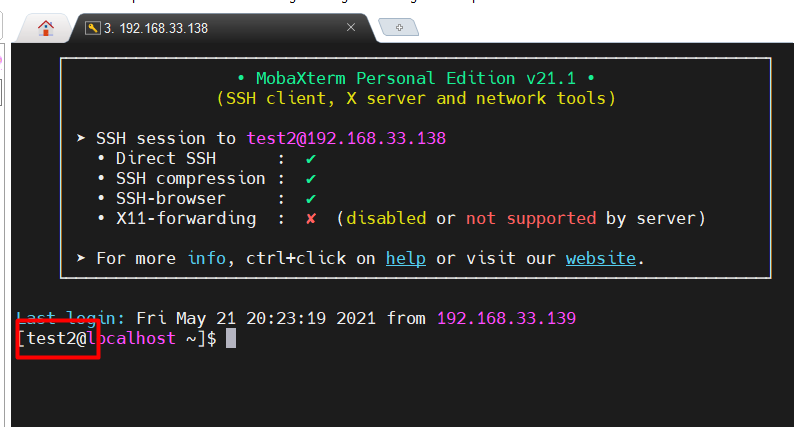 3. 192.168.33.138
• MobaXterm Personal Edition v21.1 •
(SSH client, X server and network tools)
➤ SSH session to test2@192.168.33.138
• Direct SSH : ✔
• SSH compression : ✔
• SSH-browser : ✔
• X11-forwarding : ✘ (disabled or not supported by server)
➤ For more info, ctrl+click on help or visit our website.
Last login: Fri May 21 20:23:19 2021 from 192.168.33.139
[test2@localhost ~]$